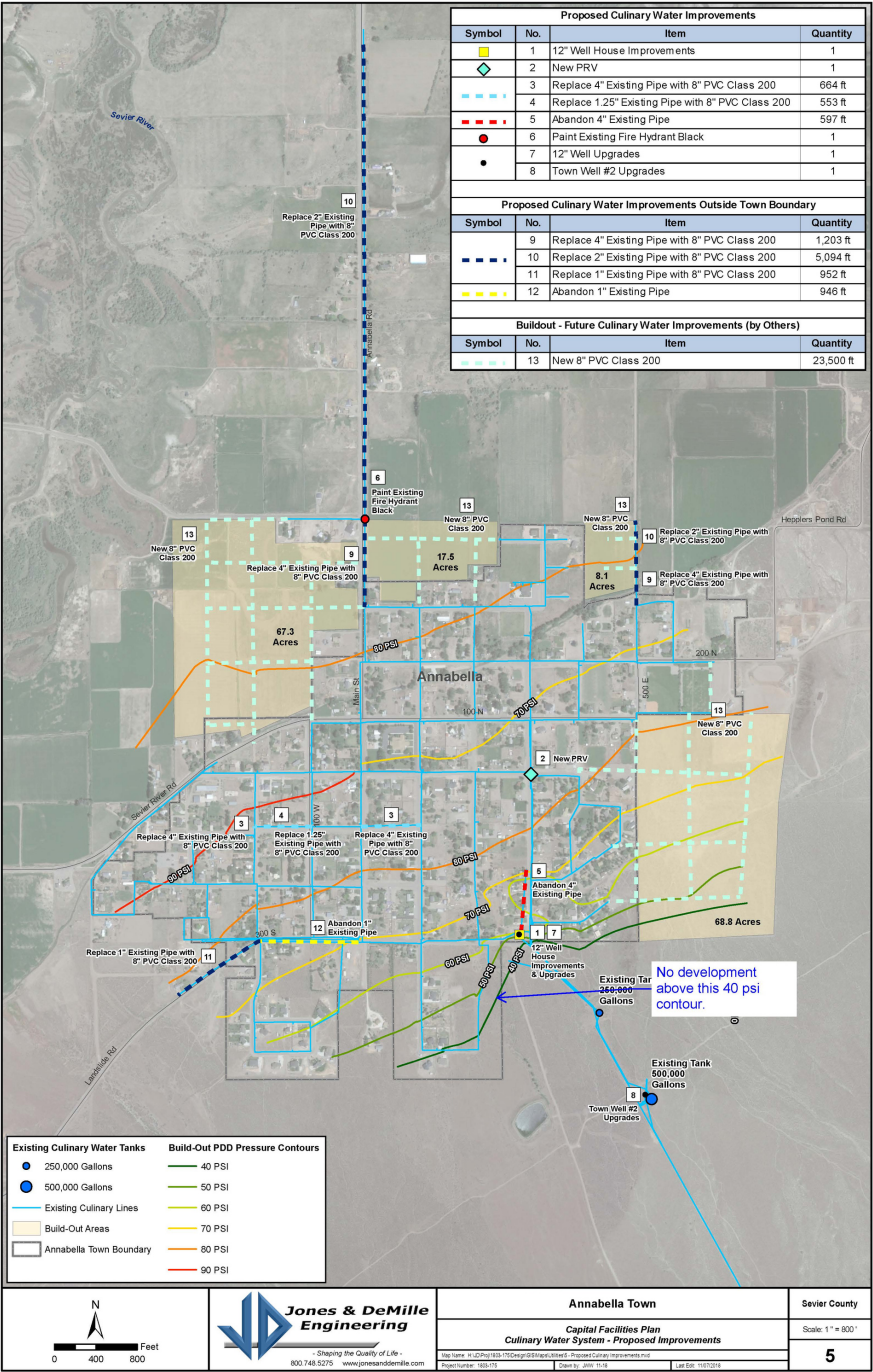 Proposed Culinary Water Improvements
Symbol No. Item Quantity
1 12" Well House Improvements 1
2 New PRV 1
3 Replace 4" Existing Pipe with 8" PVC Class 200 664 ft
4 Replace 1.25" Existing Pipe with 8" PVC Class 200 553 ft
5 Abandon 4" Existing Pipe 597 ft
6 Paint Existing Fire Hydrant Black 1
7 12" Well Upgrades 1
8 Town Well #2 Upgrades 1
Proposed Culinary Water Improvements Outside Town Boundary
Symbol No. Item Quantity
9 Replace 4" Existing Pipe with 8" PVC Class 200 1,203 ft
10 Replace 2" Existing Pipe with 8" PVC Class 200 5,094 ft
11 Replace 1" Existing Pipe with 8" PVC Class 200 952 ft
12 Abandon 1" Existing Pipe 946 ft
Buildout - Future Culinary Water Improvements (by Others)
Symbol No. Item Quantity
13 New 8" PVC Class 200 23,500 ft
Sevier River
10
Replace 2" Existing
Pipe with 8"
PVC Class 200
Annabella Rd
6
Paint Existing
Fire Hydrant
Black
13
New 8" PVC
Class 200
13
New 8" PVC
Class 200
13
New 8" PVC
Class 200
Hepplers Pond Rd
10
Replace 2" Existing Pipe with
8" PVC Class 200
9
Replace 4" Existing Pipe with
8" PVC Class 200
9
Replace 4" Existing Pipe with
8" PVC Class 200
17.5
Acres
8.1
Acres
67.3
Acres
80 PSI
200 N
Annabella
Main St
500 E
100 N
70 PSI
13
New 8" PVC
Class 200
2
New PRV
Sevier River Rd
100 W
3
Replace 4" Existing Pipe with
8" PVC Class 200
4
Replace 1.25"
Existing Pipe with
8" PVC Class 200
3
Replace 4" Existing
Pipe with 8"
PVC Class 200
90 PSI
80 PSI
5
Abandon 4"
Existing Pipe
70 PSI
68.8 Acres
12
Abandon 1"
Existing Pipe
300 S
1 7
12" Well
House
Improvements
& Upgrades
Replace 1" Existing Pipe with
8" PVC Class 200
11
60 PSI
50 PSI
40 PSI
No development
above this 40 psi
contour.
Existing Tan
250,000
Gallons
Landslide Rd
Existing Tank
500,000
Gallons
8
Town Well #2
Upgrades
Existing Culinary Water Tanks
250,000 Gallons
500,000 Gallons
Existing Culinary Lines
Build-Out Areas
Annabella Town Boundary
Build-Out PDD Pressure Contours
40 PSI
50 PSI
60 PSI
70 PSI
80 PSI
90 PSI
N
0 400 800 Feet
Jones & DeMille
Engineering
- Shaping the Quality of Life -
800.748.5275 www.jonesanddemille.com
Annabella Town
Capital Facilities Plan
Culinary Water System - Proposed Improvements
Project Number: 1803-175 Drawn by: JWW 11-16 Last Edit: 11/07/2016
Sevier County
Scale: 1" = 800'
5